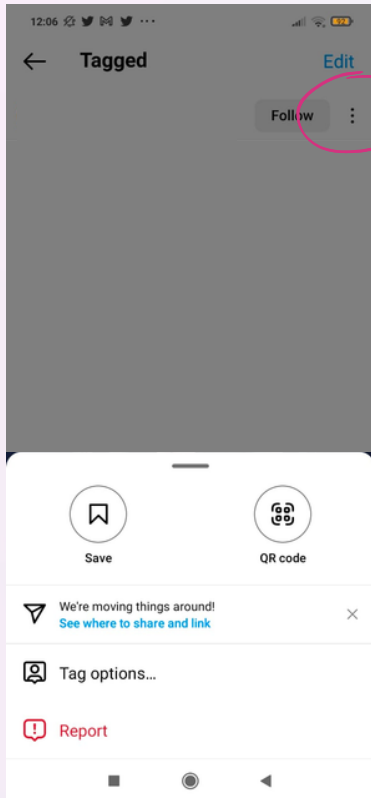 12:06
92
Tagged
Edit
Follow
Save
QR code
We're moving things around!
See where to share and link
Tag options...
Report